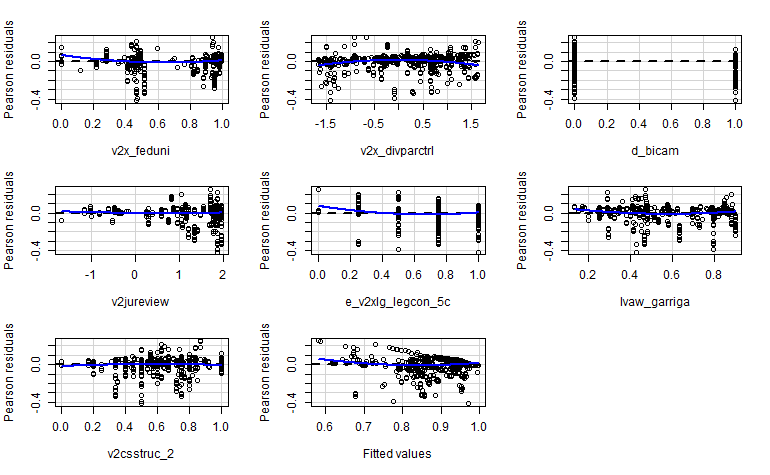 Pearson residuals
0.0
-0.4
0.0 0.2 0.4 0.6 0.8 1.0
v2x_feduni
Pearson residuals
0.0
-0.4
-1.5 -0.5 0.5 1.5
v2x_divparctrl
Pearson residuals
0.0
-0.4
0.0 0.2 0.4 0.6 0.8 1.0
d_bicam
Pearson residuals
0.0
-0.4
-1 0 1 2
v2jureview
Pearson residuals
0.0
-0.4
0.0 0.2 0.4 0.6 0.8 1.0
e_v2xlg_legcon_5c
Pearson residuals
0.0
-0.4
0.2 0.4 0.6 0.8
lvaw_garriga
Pearson residuals
0.0
-0.4
0.0 0.2 0.4 0.6 0.8 1.0
v2csstruc_2
Pearson residuals
0.0
-0.4
0.6 0.7 0.8 0.9 1.0
Fitted values